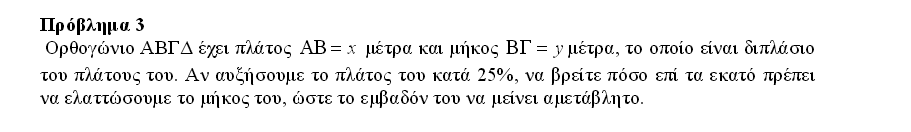 Πρόβλημα 3
Ορθογώνιο ΑΒΓΔ έχει πλάτος ΑΒ = x μέτρα και μήκος ΒΓ = y μέτρα, το οποίο είναι διπλάσιο
του πλάτους του. Αν αυξήσουμε το πλάτος του κατά 25%, να βρείτε πόσο επί τα εκατό πρέπει
να ελαττώσουμε το μήκος του, ώστε το εμβαδόν του να μείνει αμετάβλητο.